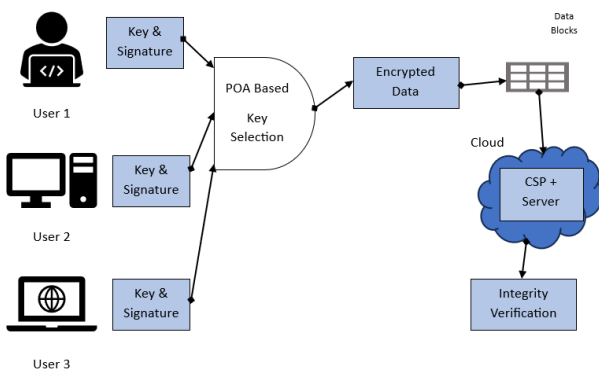 Key &
Signature
</>
User 1
POA Based
Key
Selection
Encrypted
Data
Data
Blocks
Key &
Signature
User 2
Cloud
CSP +
Server
Key &
Signature
User 3
Integrity
Verification